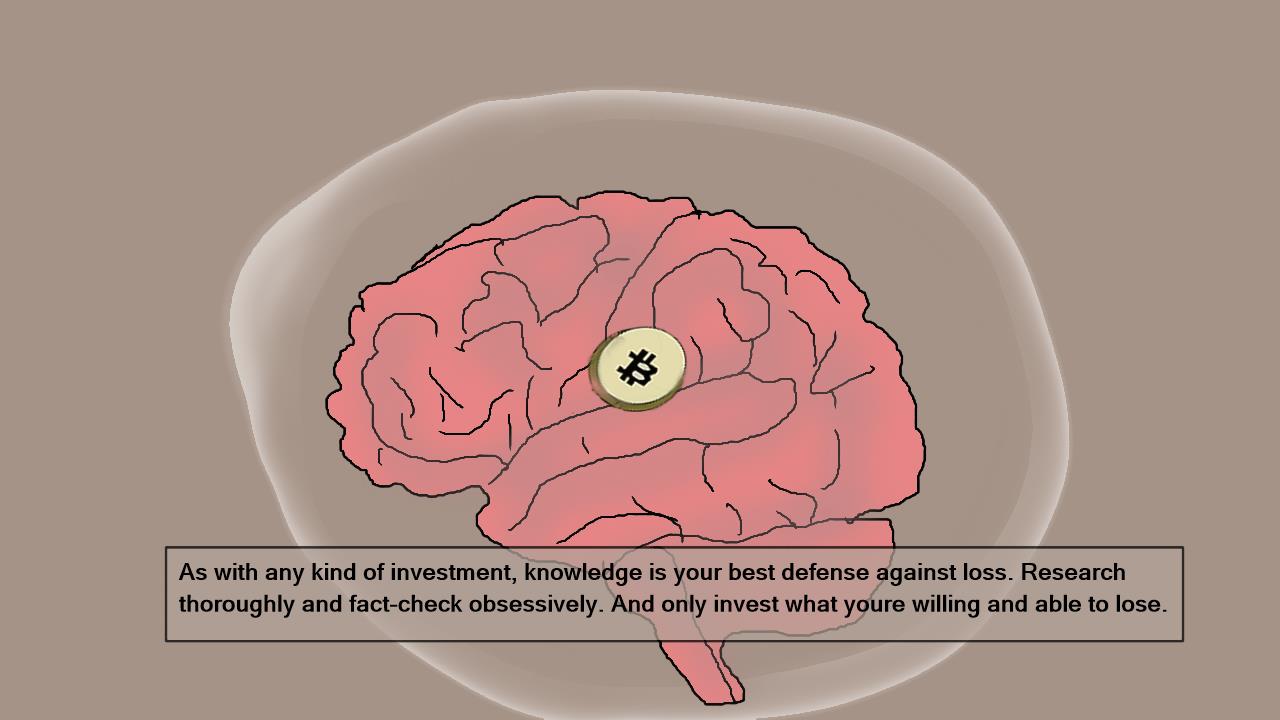 As with any kind of investment, knowledge is your best defense against loss. Research
thoroughly and fact-check obsessively. And only invest what youre willing and able to lose.